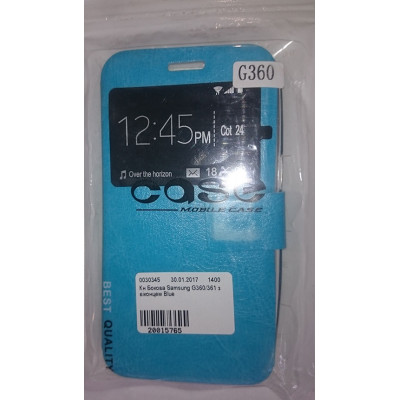 G360
12:45PM
Oct 24
Over the horizon
18
case
MOBILE CASE
0030345 30.01.2017 1400
Кн Бокова Samsung G360/361 з
віконцем Blue
20015765
BEST QUALITY